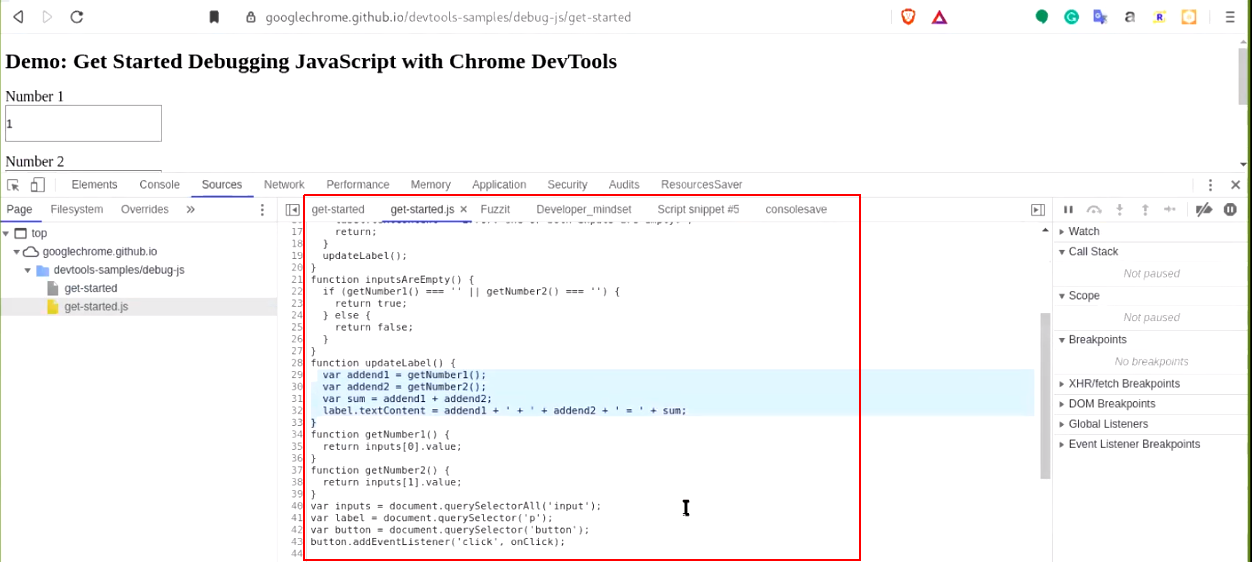 googlechrome.github.io/devtools-samples/debug-js/get-started
Demo: Get Started Debugging JavaScript with Chrome DevTools
Number 1
1
Number 2
Elements Console Sources Network Performance Memory Application Security Audits ResourcesSaver
Page Filesystem Overrides »
top
googlechrome.github.io
devtools-samples/debug-js
get-started
get-started.js
get-started get-started.js × Fuzzit Developer_mindset Script snippet #5 consolesave
17 return;
18 }
19 updateLabel();
20 }
21 function inputsAreEmpty() {
22 if (getNumber1() === '' || getNumber2() === '') {
23 return true;
24 } else {
25 return false;
26 }
27 }
28 function updateLabel() {
29 var addend1 = getNumber1();
30 var addend2 = getNumber2();
31 var sum = addend1 + addend2;
32 label.textContent = addend1 + ' + ' + addend2 + ' = ' + sum;
33 }
34 function getNumber1() {
35 return inputs[0].value;
36 }
37 function getNumber2() {
38 return inputs[1].value;
39 }
40 var inputs = document.querySelectorAll('input');
41 var label = document.querySelector('p');
42 var button = document.querySelector('button');
43 button.addEventListener('click', onClick);
44
Watch
Call Stack
Not paused
Scope
Not paused
Breakpoints
No breakpoints
XHR/fetch Breakpoints
DOM Breakpoints
Global Listeners
Event Listener Breakpoints